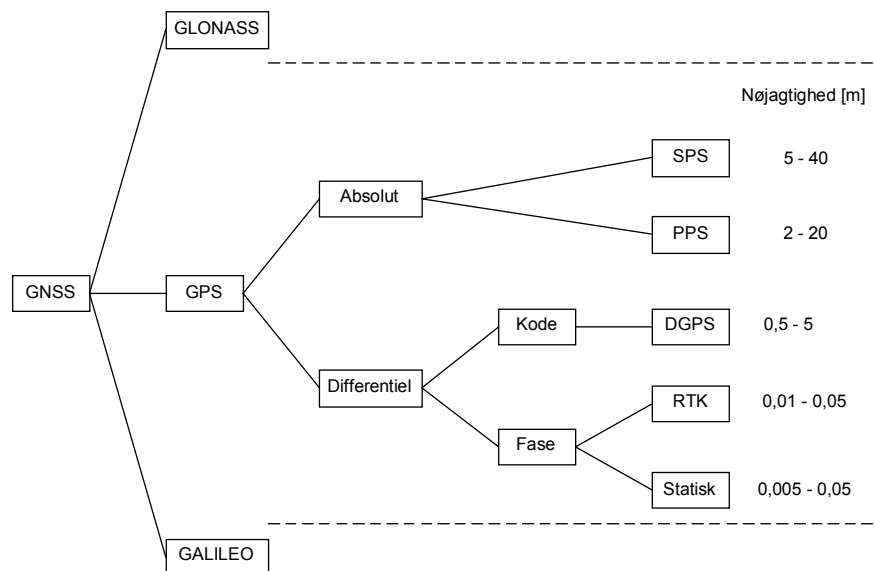 GLONASS
Nøjagtighed [m]
SPS 5 - 40
Absolut
PPS 2 - 20
GNSS GPS
Kode DGPS 0,5 - 5
Differentiel
RTK 0,01 - 0,05
Fase
Statisk 0,005 - 0,05
GALILEO